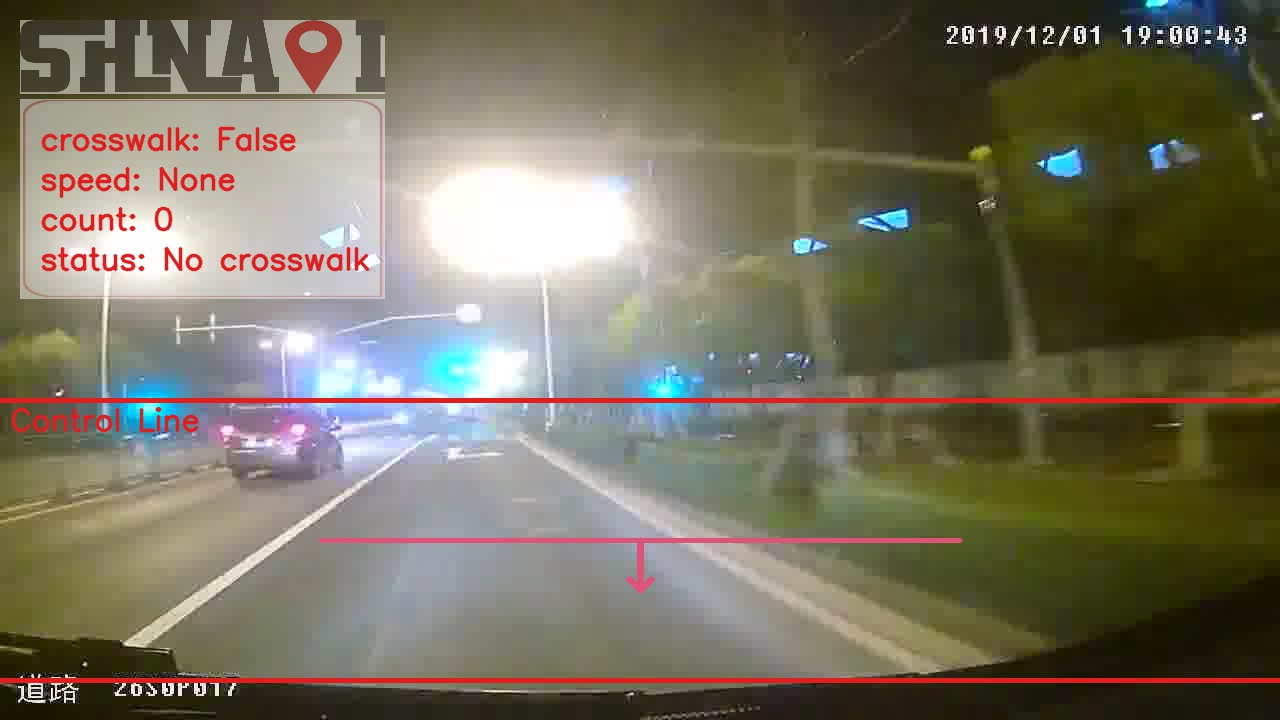 SHNAVI
2019/12/01 19:00:43
crosswalk: False
speed: None
count: 0
status: No crosswalk
Control Line
道路